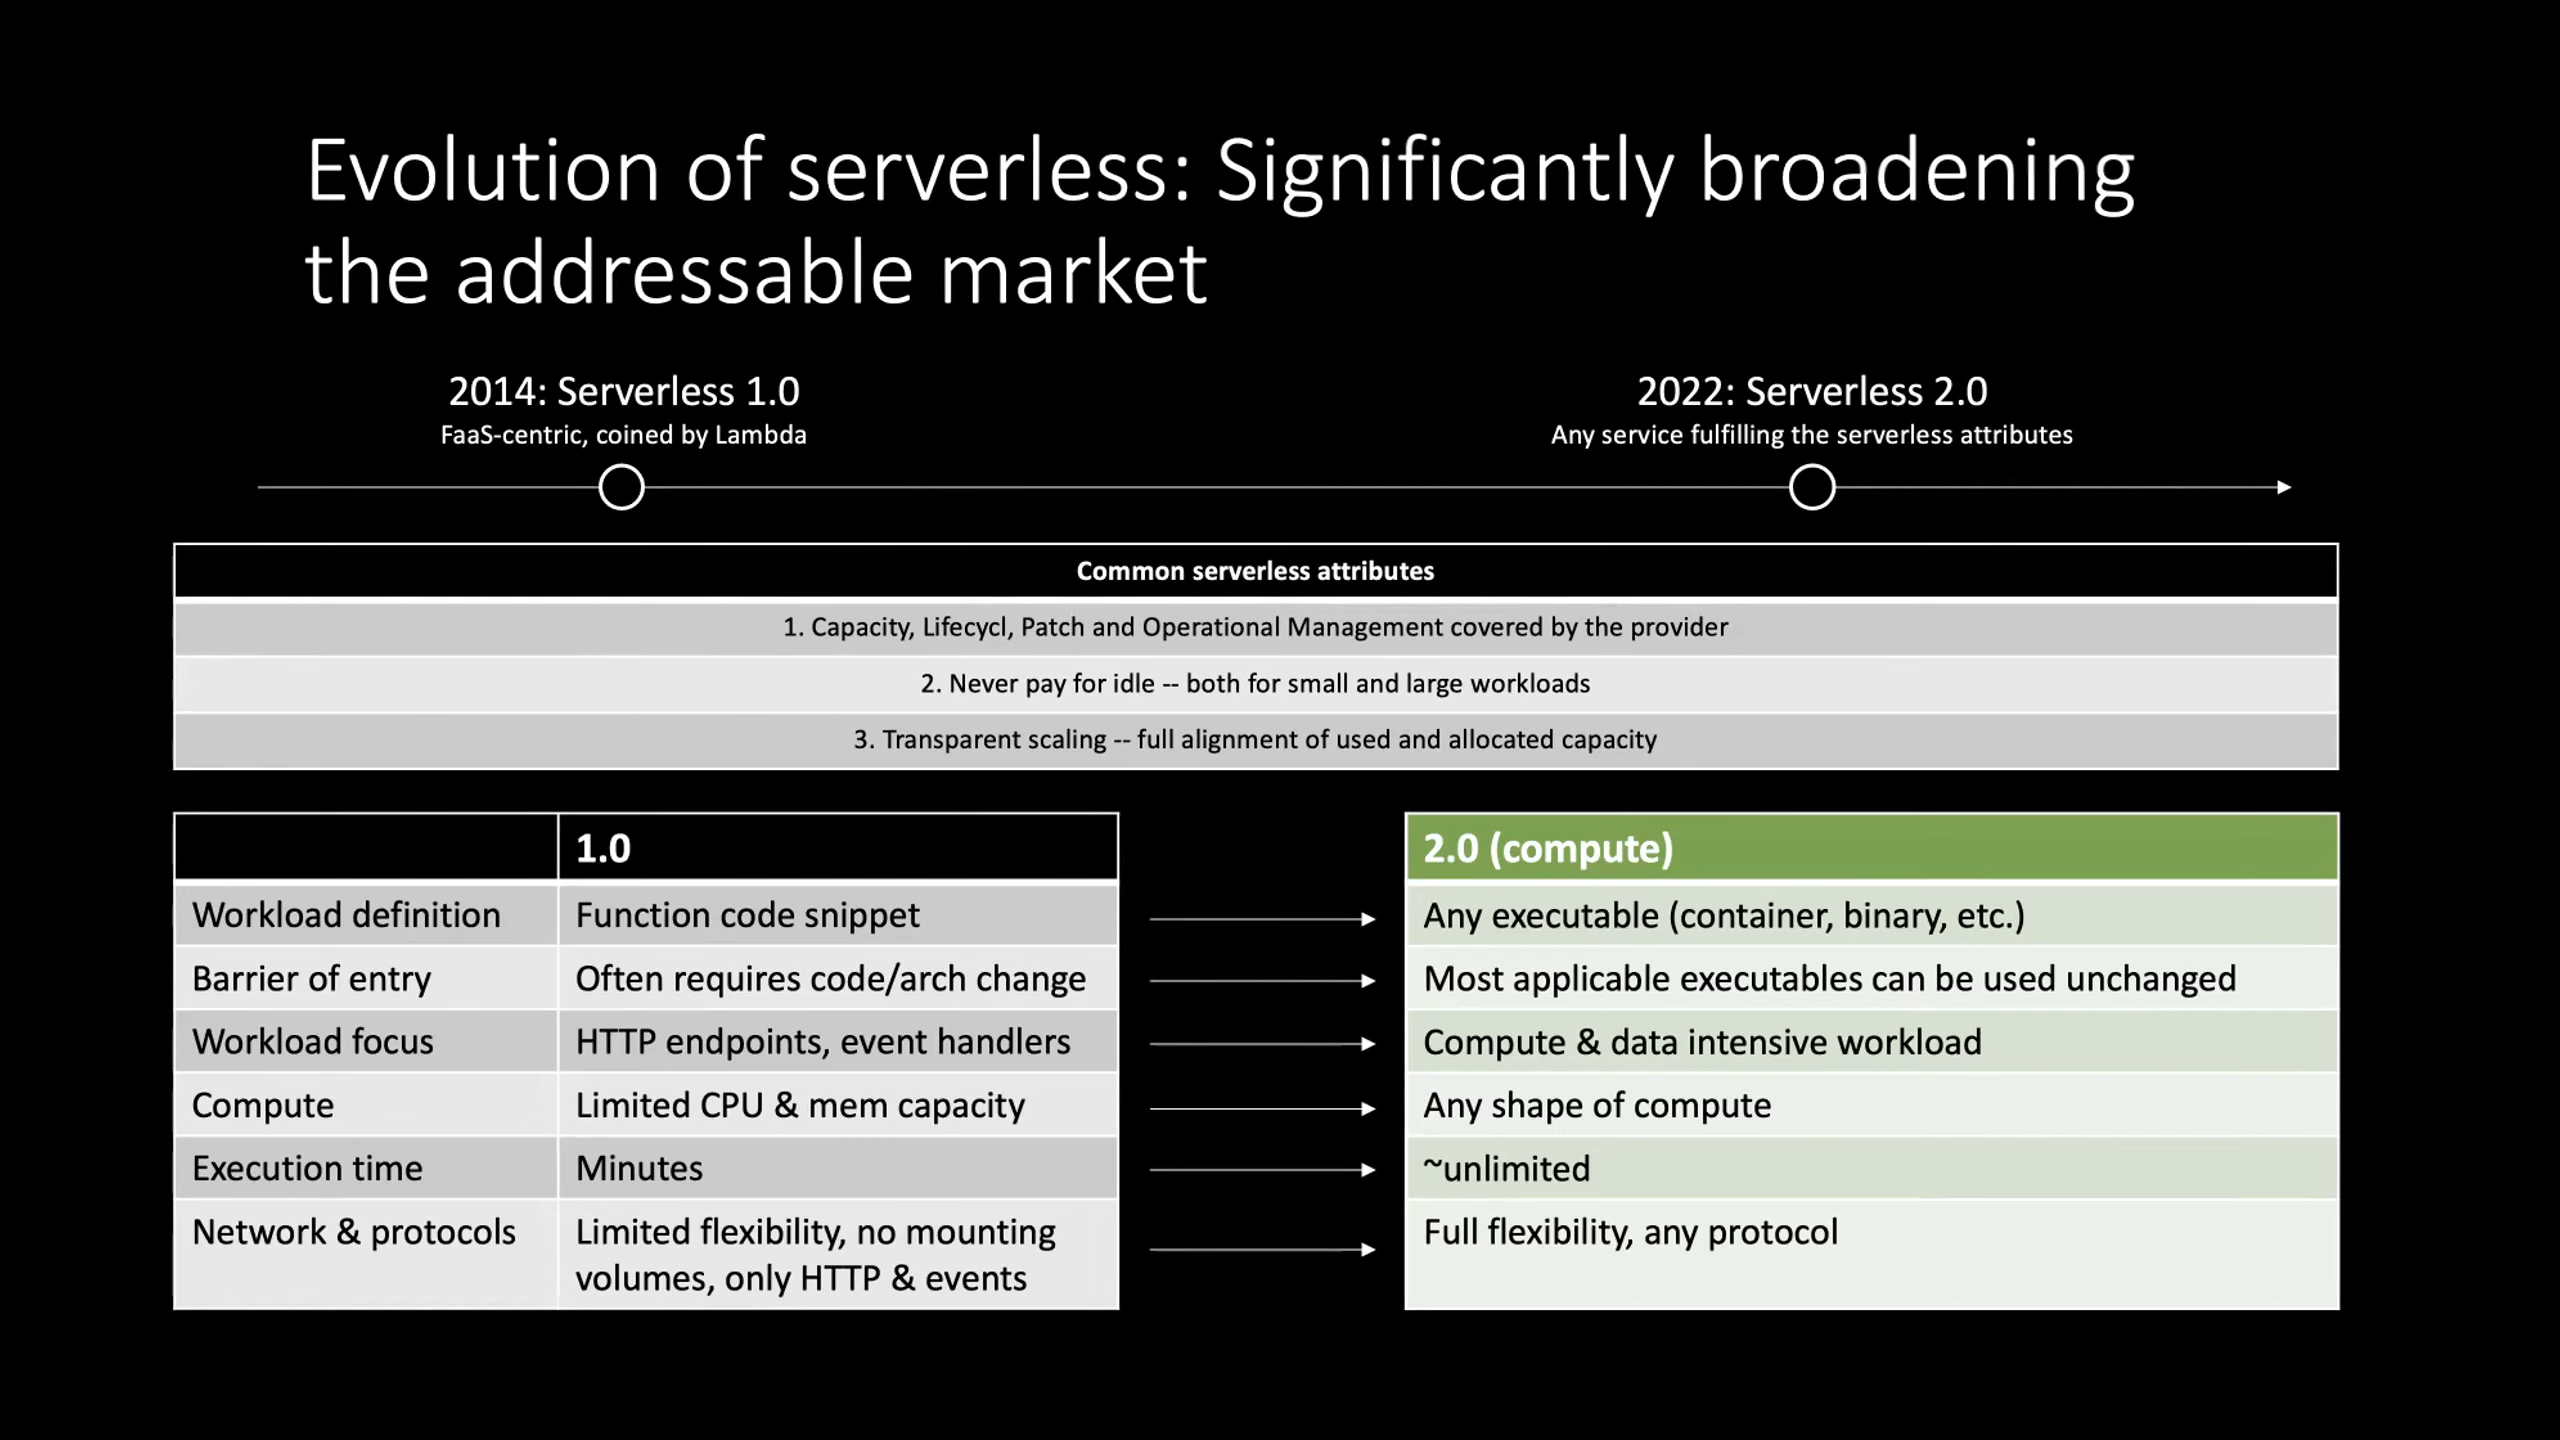 Evolution of serverless: Significantly broadening
the addressable market
2014: Serverless 1.0
FaaS-centric, coined by Lambda
2022: Serverless 2.0
Any service fulfilling the serverless attributes
Common serverless attributes
1. Capacity, Lifecycl, Patch and Operational Management covered by the provider
2. Never pay for idle -- both for small and large workloads
3. Transparent scaling -- full alignment of used and allocated capacity
1.0
2.0 (compute)
Workload definition
Function code snippet
Any executable (container, binary, etc.)
Barrier of entry
Often requires code/arch change
Most applicable executables can be used unchanged
Workload focus
HTTP endpoints, event handlers
Compute & data intensive workload
Compute
Limited CPU & mem capacity
Any shape of compute
Execution time
Minutes
~unlimited
Network & protocols
Limited flexibility, no mounting
volumes, only HTTP & events
Full flexibility, any protocol